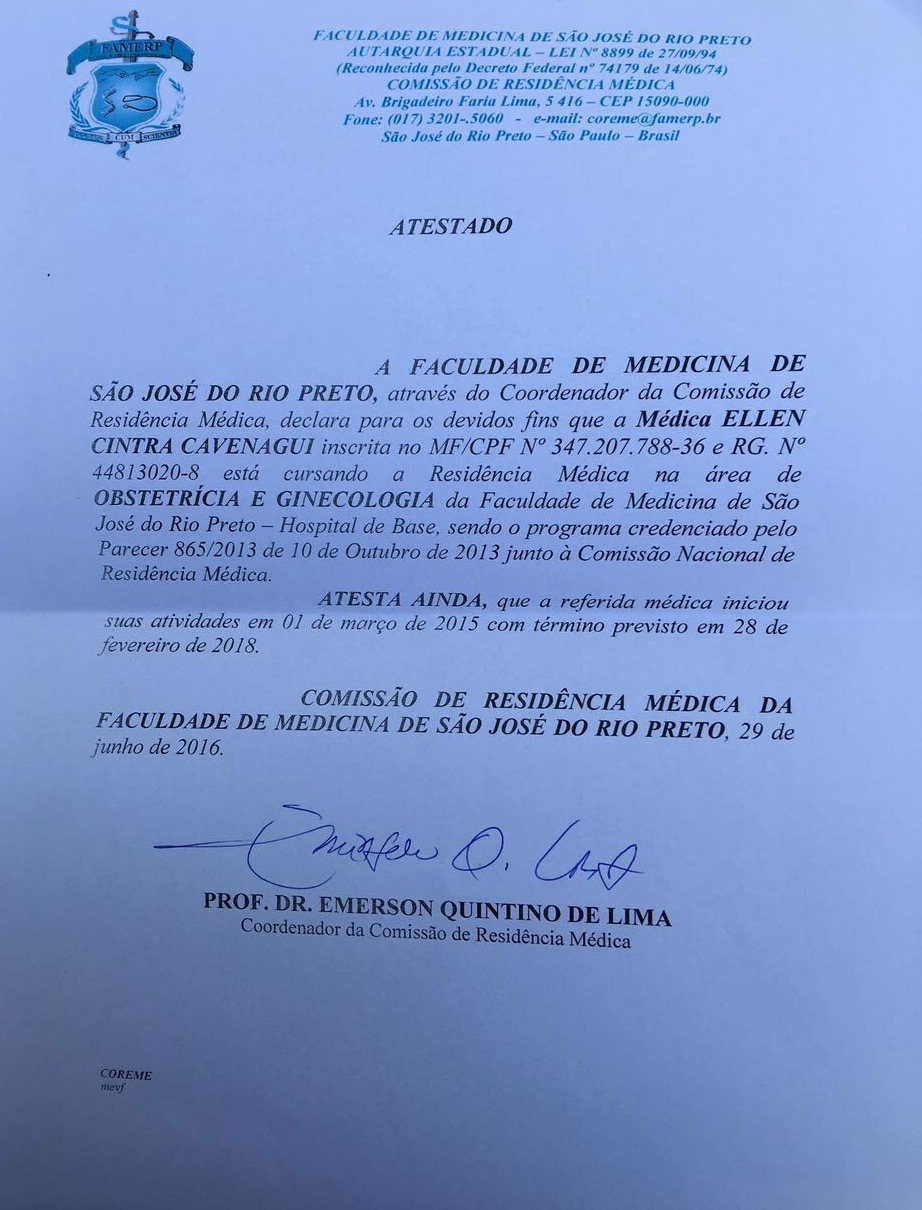 FAMERP
CUM
FACULDADE DE MEDICINA DE SÃO JOSÉ DO RIO PRETO
AUTARQUIA ESTADUAL – LEI Nº 8899 de 27/09/94
(Reconhecida pelo Decreto Federal nº 74179 de 14/06/74)
COMISSÃO DE RESIDÊNCIA MÉDICA
Av. Brigadeiro Faria Lima, 5 416 – CEP 15090-000
Fone: (017) 3201-.5060 - e-mail: coreme@famerp.br
São José do Rio Preto – São Paulo – Brasil
ATESTADO
A FACULDADE DE MEDICINA DE
SÃO JOSÉ DO RIO PRETO, através do Coordenador da Comissão de
Residência Médica, declara para os devidos fins que a Médica ELLEN
CINTRA CAVENAGUI inscrita no MF/CPF Nº 347.207.788-36 e RG. Nº
44813020-8 está cursando a Residência Médica na área de
OBSTETRÍCIA E GINECOLOGIA da Faculdade de Medicina de São
José do Rio Preto – Hospital de Base, sendo o programa credenciado pelo
Parecer 865/2013 de 10 de Outubro de 2013 junto à Comissão Nacional de
Residência Médica.
ATESTA AINDA, que a referida médica iniciou
suas atividades em 01 de março de 2015 com término previsto em 28 de
fevereiro de 2018.
COMISSÃO DE RESIDÊNCIA MÉDICA DA
FACULDADE DE MEDICINA DE SÃO JOSÉ DO RIO PRETO, 29 de
junho de 2016.
PROF. DR. EMERSON QUINTINO DE LIMA
Coordenador da Comissão de Residência Médica
COREME
mevf